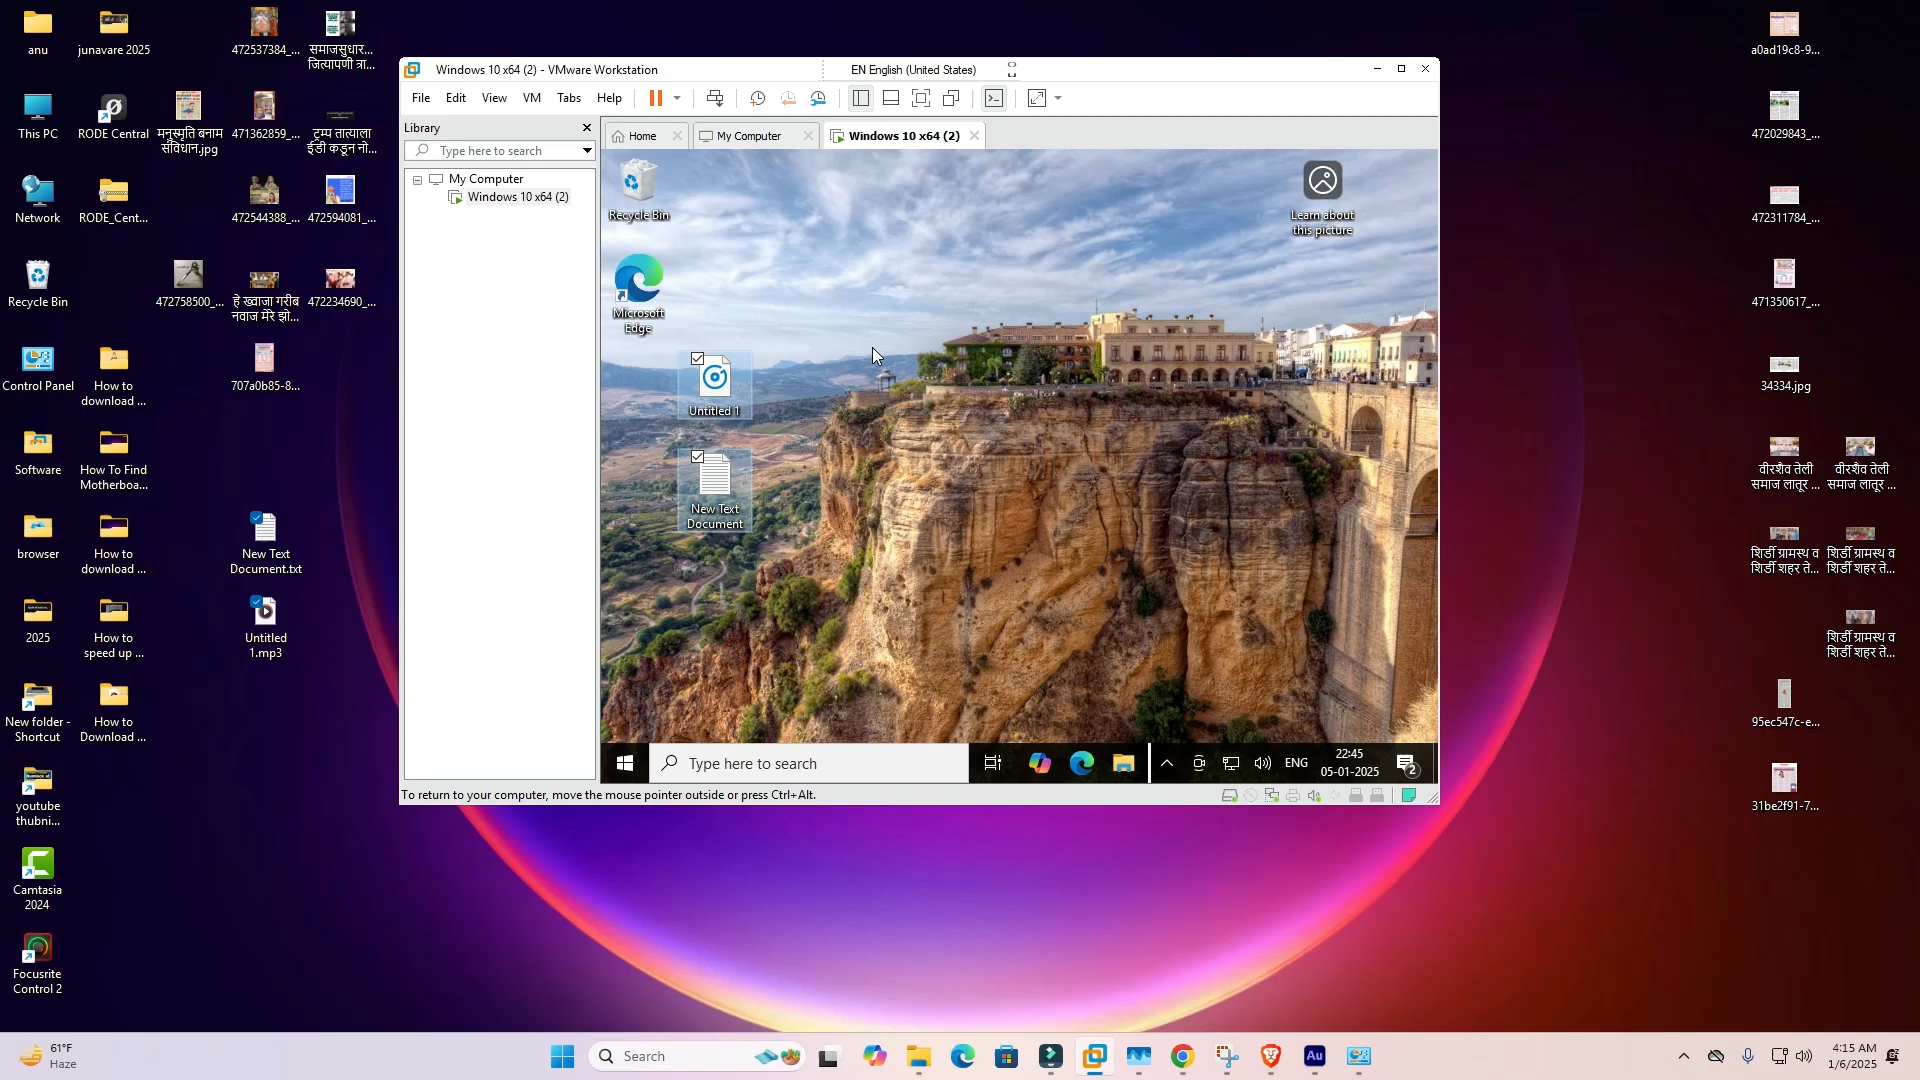 anu
junavare 2025
472537384_...
समाजसुधार...
जित्यापणी त्रा...
This PC
RODE Central
मनुस्मृति बनाम
संविधान.jpg
471362859_...
ट्रम्प तात्याला
ईडी कडून नो...
Network
RODE_Cent...
472544388_...
472594081_...
Recycle Bin
472758500_...
हे ख्वाजा गरीब
नवाज मेरे झो...
472234690_...
Control Panel
How to
download ...
707a0b85-8...
Software
How To Find
Motherboa...
browser
How to
download ...
New Text
Document.txt
2025
How to
speed up ...
Untitled
1.mp3
New folder -
Shortcut
How to
Download ...
youtube
thubni...
Camtasia
2024
Focusrite
Control 2
Windows 10 x64 (2) - VMware Workstation
EN English (United States)
File Edit View VM Tabs Help
Library
Type here to search
My Computer
Windows 10 x64 (2)
Home
My Computer
Windows 10 x64 (2)
Recycle Bin
Learn about
this picture
Microsoft
Edge
Untitled 1
New Text
Document
Type here to search
ENG
22:45
05-01-2025
2
To return to your computer, move the mouse pointer outside or press Ctrl+Alt.
a0ad19c8-9...
472029843_...
472311784_...
471350617_...
34334.jpg
वीरशैव तेली
समाज लातूर ...
वीरशैव तेली
समाज लातूर ...
शिर्डी ग्रामस्थ व
शिर्डी शहर ते...
शिर्डी ग्रामस्थ व
शिर्डी शहर ते...
शिर्डी ग्रामस्थ व
शिर्डी शहर ते...
95ec547c-e...
31be2f91-7...
61°F
Haze
Search
Au
4:15 AM
1/6/2025